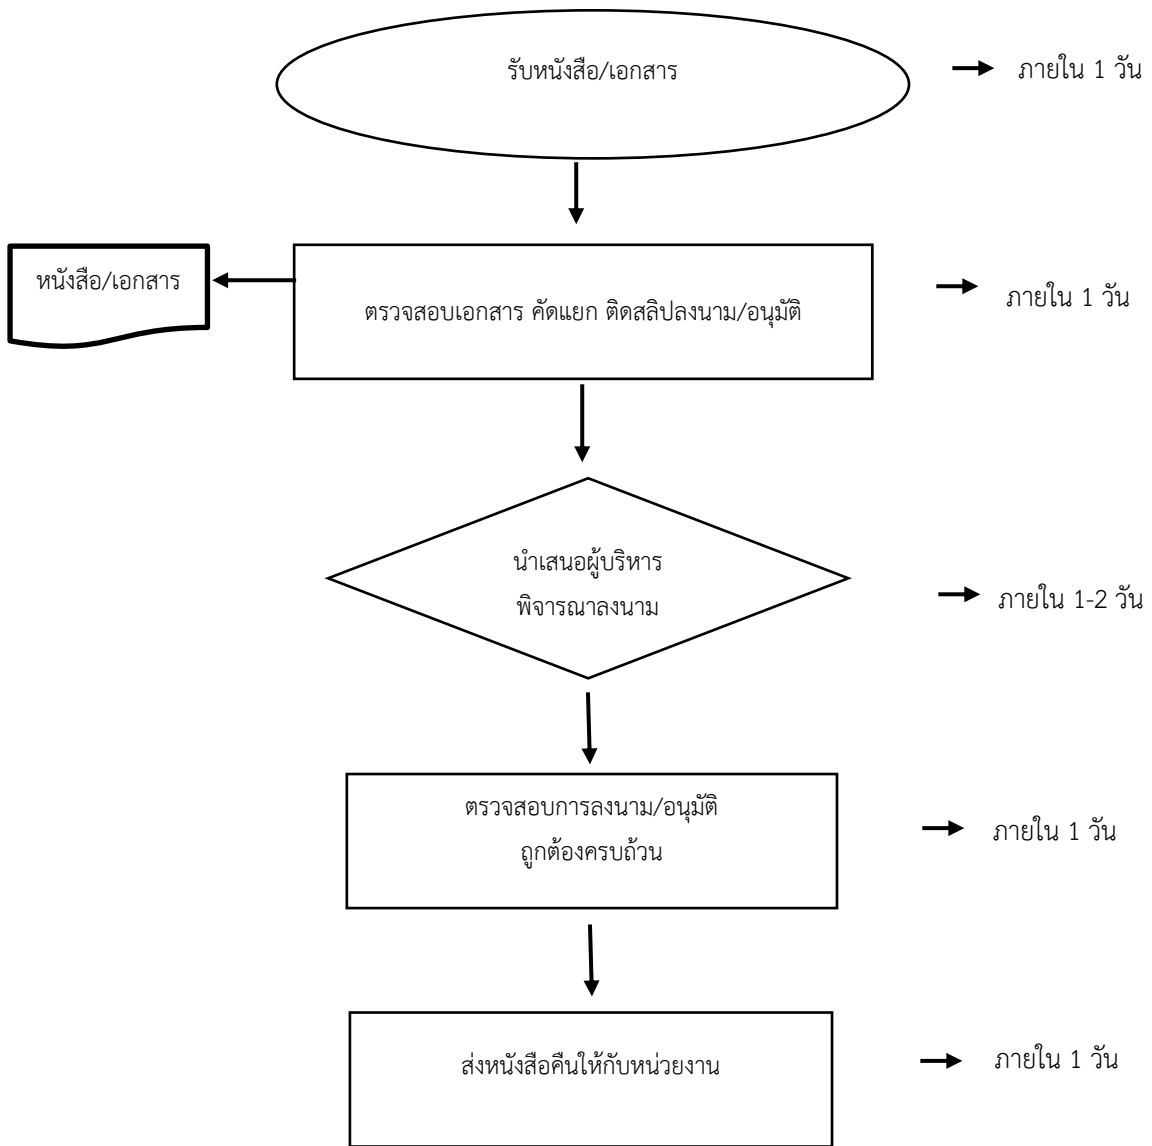 รับหนังสือ/เอกสาร
ภายใน 1 วัน
หนังสือ/เอกสาร
ตรวจสอบเอกสาร คัดแยก ติดสลิปลงนาม/อนุมัติ
ภายใน 1 วัน
นำเสนอผู้บริหาร
พิจารณาลงนาม
ภายใน 1-2 วัน
ตรวจสอบการลงนาม/อนุมัติ
ถูกต้องครบถ้วน
ภายใน 1 วัน
ส่งหนังสือคืนให้กับหน่วยงาน
ภายใน 1 วัน